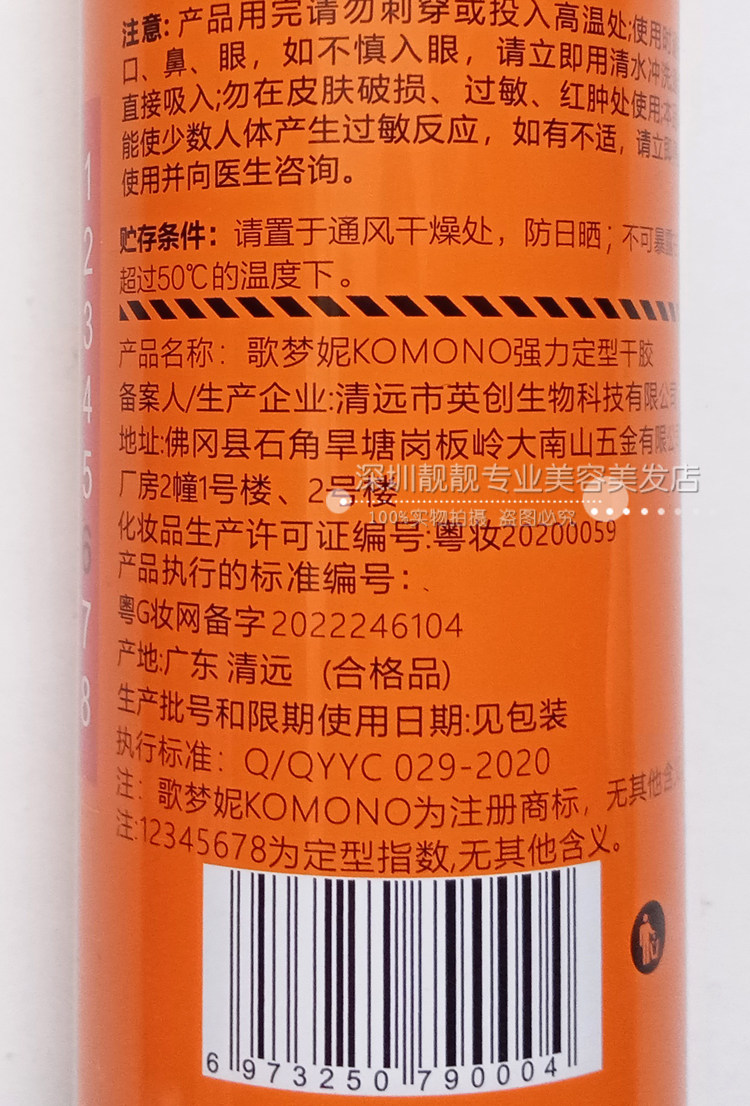 注意: 产品用完请勿刺穿或投入高温处;使用时
口、鼻、眼，如不慎入眼，请立即用清水冲洗
直接吸入;勿在皮肤破损、过敏、红肿处使用;本
能使少数人体产生过敏反应，如有不适，请立
使用并向医生咨询。
贮存条件：请置于通风干燥处，防日晒；不可暴露
超过50℃的温度下。
产品名称：歌梦妮KOMONO强力定型干胶
备案人/生产企业:清远市英创生物科技有限公司
地址:佛冈县石角旱塘岗板岭大南山五金有限
厂房2幢1号楼、2号楼
深圳靓靓专业美容美发店
100%实物拍摄 盗图必究
化妆品生产许可证编号:粤妆20200059
产品执行的标准编号：、
粤G妆网备字2022246104
产地:广东 清远 (合格品)
生产批号和限期使用日期:见包装
执行标准：Q/QYYC 029-2020
注：歌梦妮KOMONO为注册商标，无其他含义
注:12345678为定型指数,无其他含义。
1
2
3
4
5
6
7
8
6 973250 790004